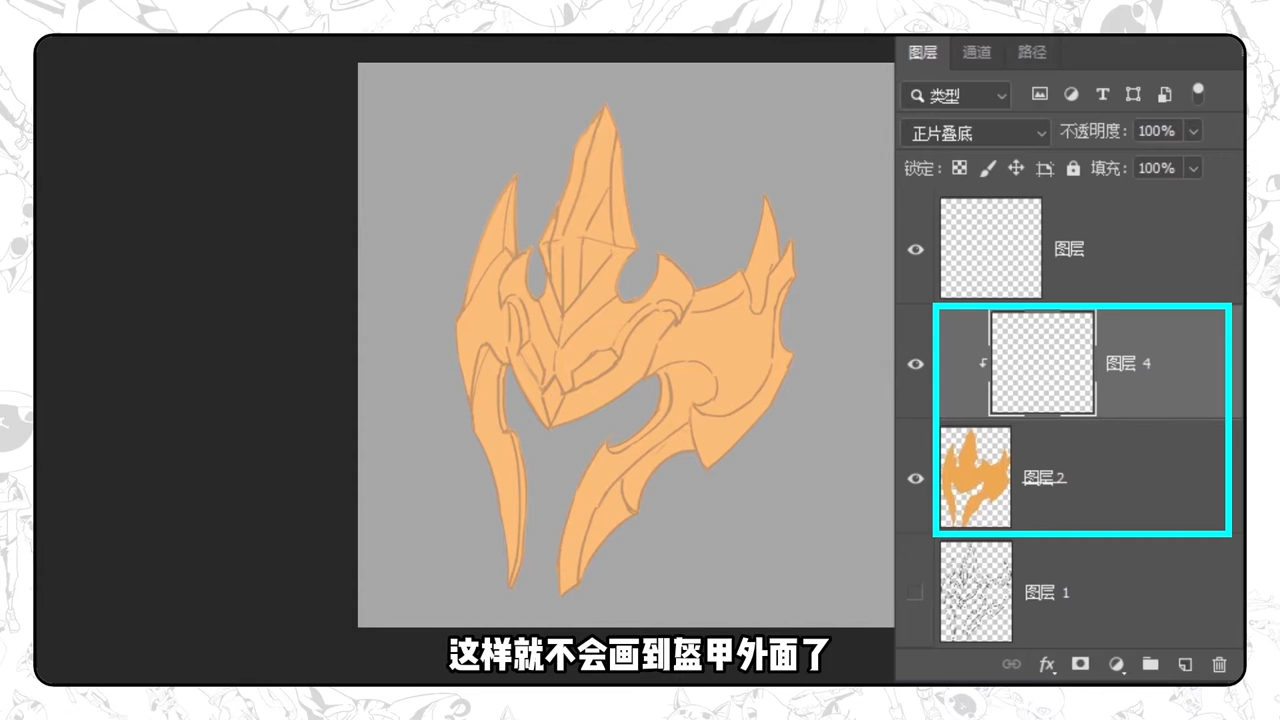 图层 通道 路径
类型
正片叠底 不透明度: 100%
锁定: 填充: 100%
图层
图层 4
图层 2
图层 1
fx
这样就不会画到盔甲外面了